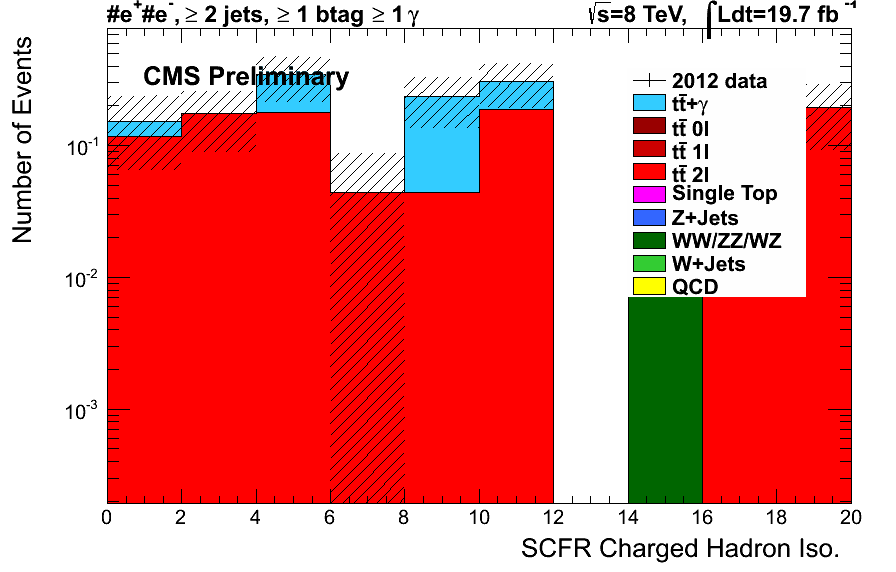 #e⁺#e⁻, ≥ 2 jets, ≥ 1 btag ≥ 1 γ √s=8 TeV, ∫Ldt=19.7 fb⁻¹
CMS Preliminary
2012 data
tt̄+γ
tt̄ 0l
tt̄ 1l
tt̄ 2l
Single Top
Z+Jets
WW/ZZ/WZ
W+Jets
QCD
Number of Events
10⁻¹
10⁻²
10⁻³
0 2 4 6 8 10 12 14 16 18 20
SCFR Charged Hadron Iso.